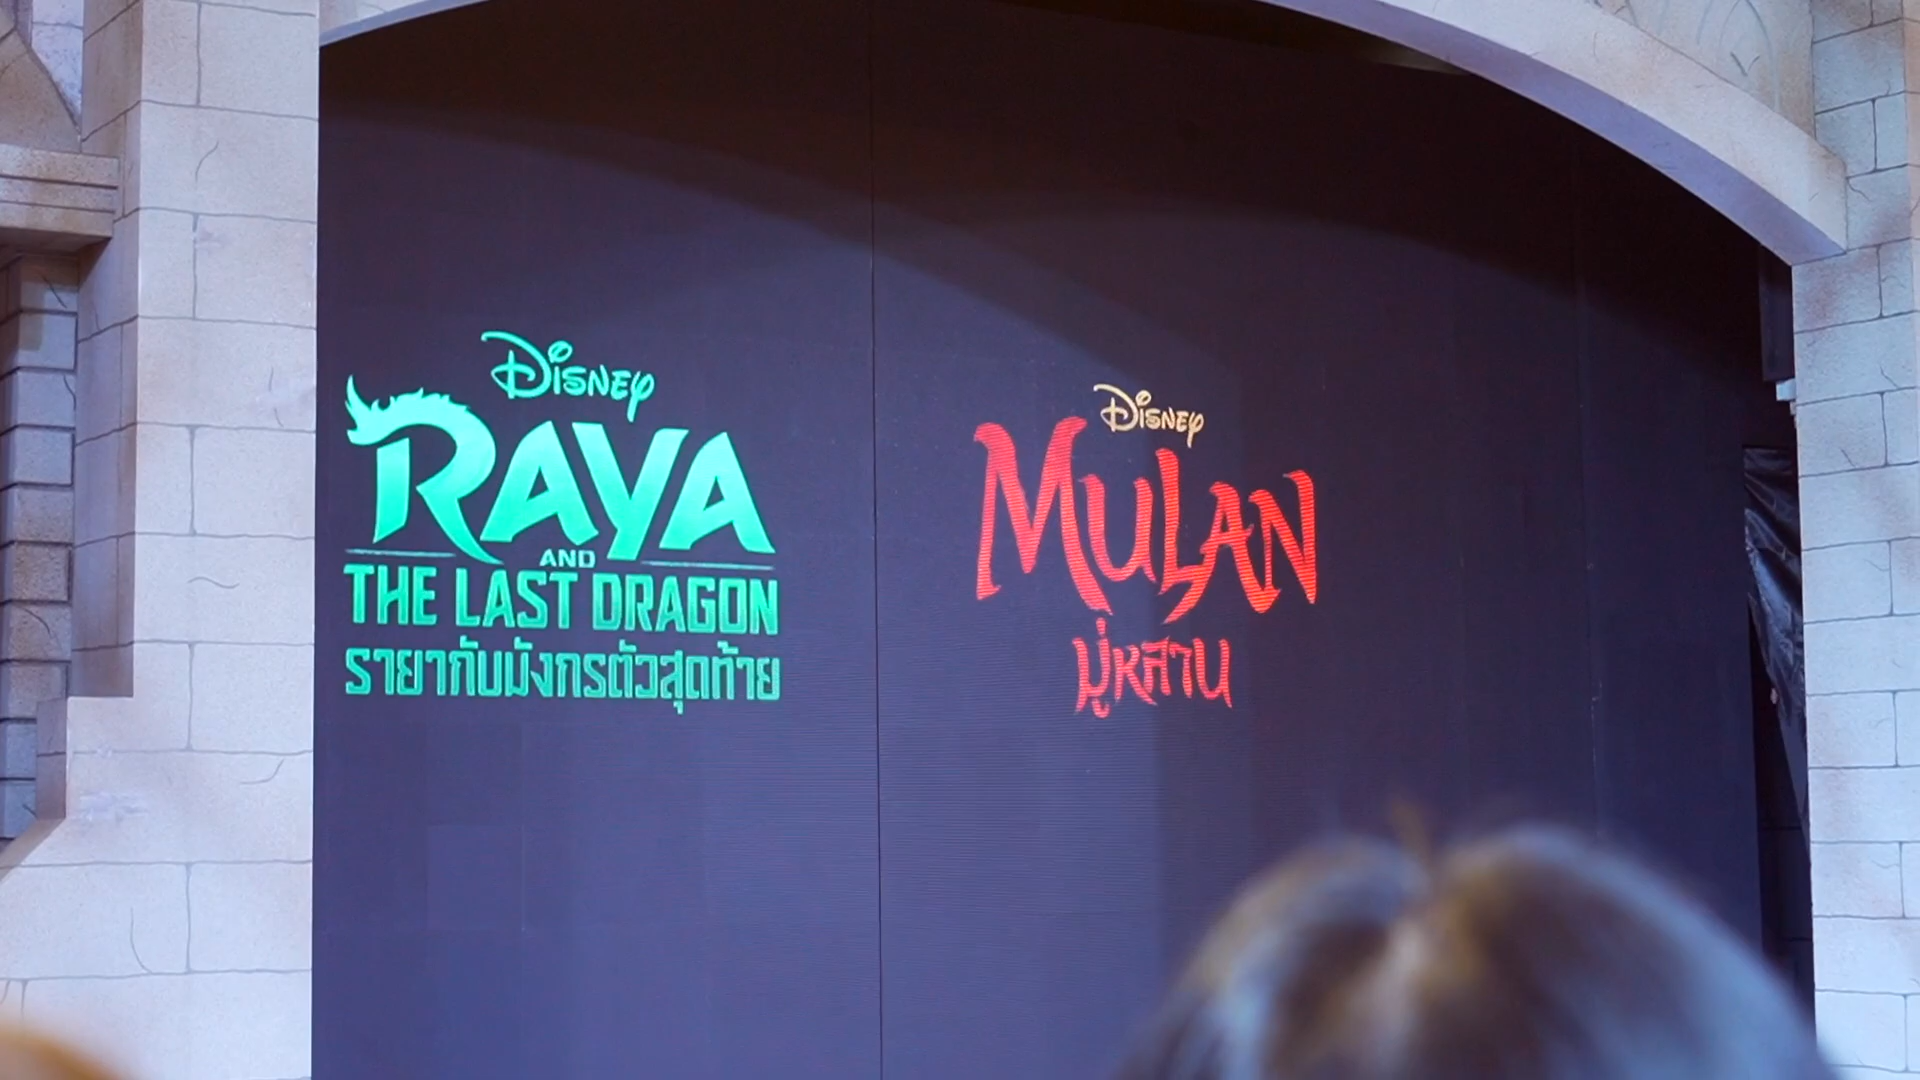 Disney
RAYA
AND
THE LAST DRAGON
รายากับมังกรตัวสุดท้าย
Disney
MULAN
มู่หลาน